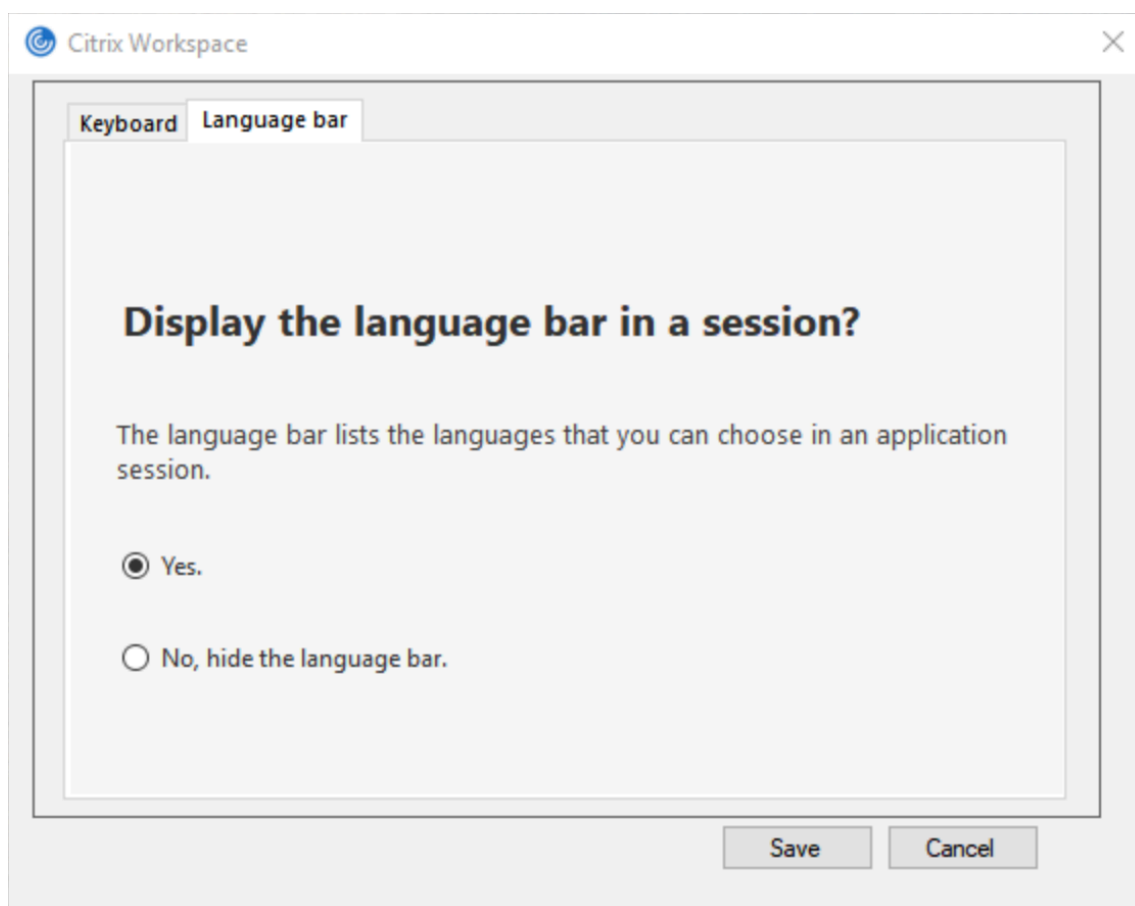 Citrix Workspace
Keyboard
Language bar
Display the language bar in a session?
The language bar lists the languages that you can choose in an application
session.
Yes.
No, hide the language bar.
Save
Cancel